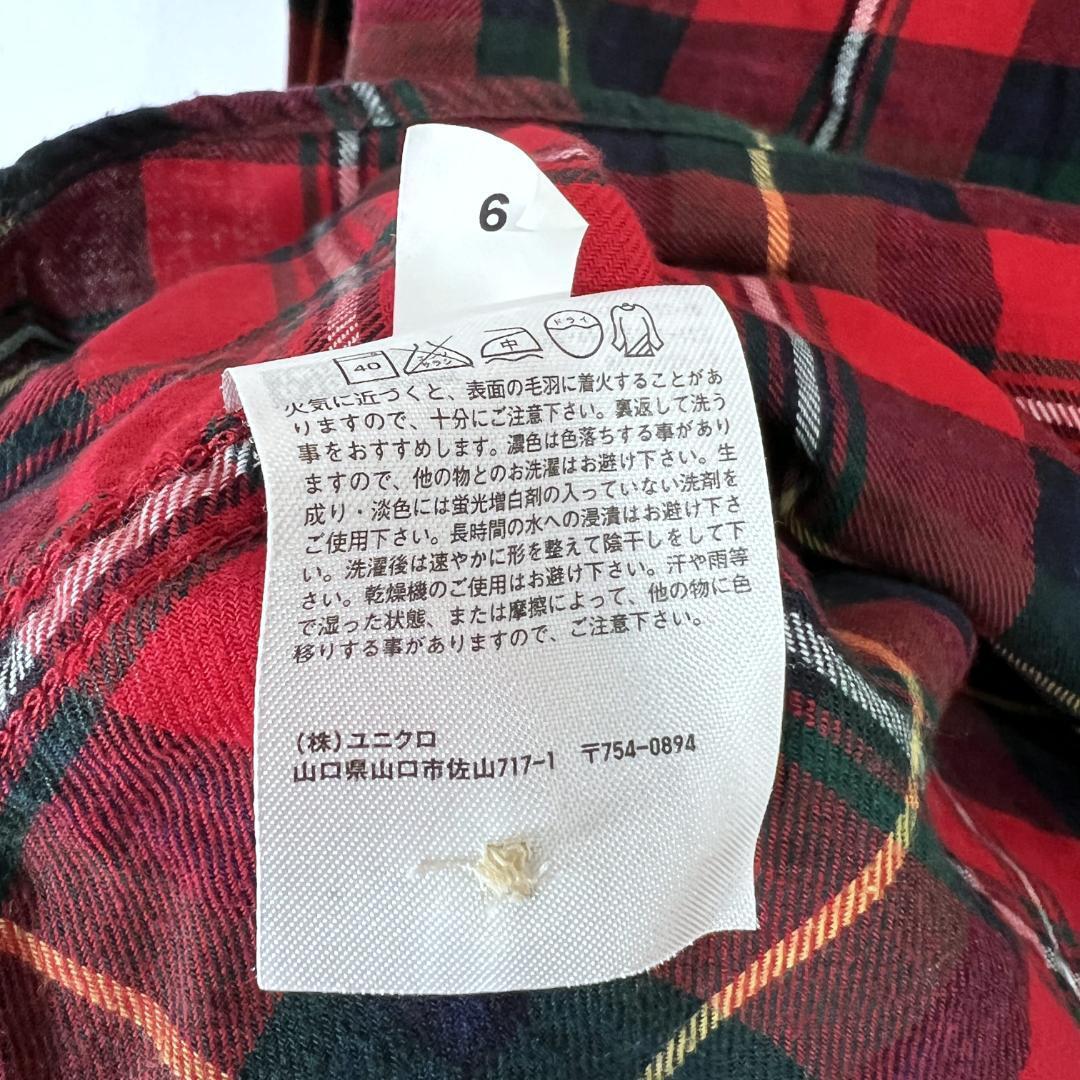 6
40 エンソ サラシ 中 ドライ
火気に近づくと、表面の毛羽に着火することがあ
りますので、十分にご注意下さい。裏返して洗う
事をおすすめします。濃色は色落ちする事があり
ますので、他の物とのお洗濯はお避け下さい。生
成り・淡色には蛍光増白剤の入っていない洗剤を
ご使用下さい。長時間の水への浸漬はお避け下さ
い。洗濯後は速やかに形を整えて陰干しをして下
さい。乾燥機のご使用はお避け下さい。汗や雨等
で湿った状態、または摩擦によって、他の物に色
移りする事がありますので、ご注意下さい。
(株)ユニクロ
山口県山口市佐山717-1 〒754-0894